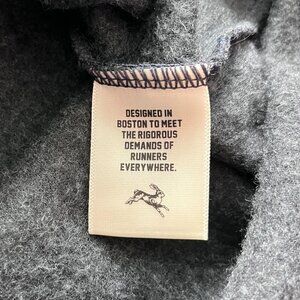 DESIGNED IN
BOSTON TO MEET
THE RIGOROUS
DEMANDS OF
RUNNERS
EVERYWHERE.